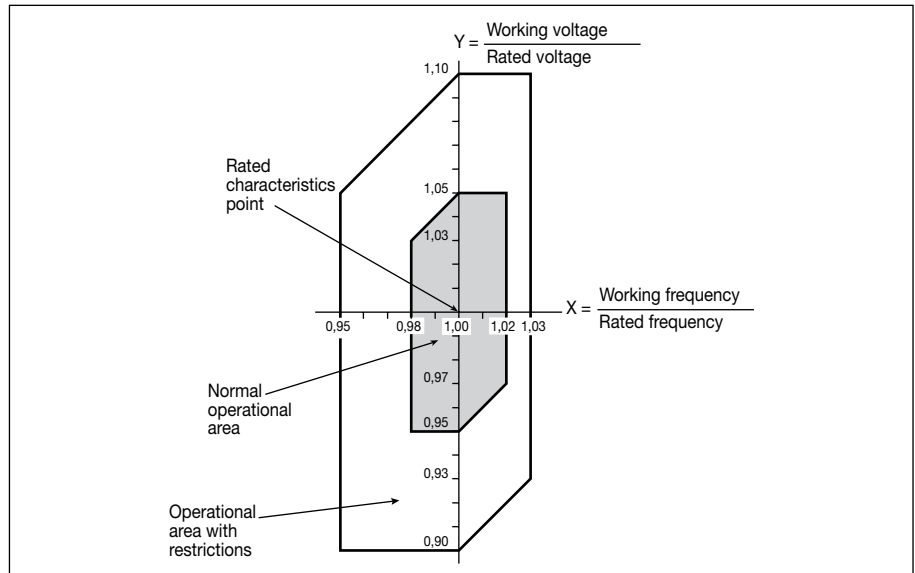 Y = Working voltage
Rated voltage
1,10
Rated
characteristics
point
1,05
1,03
X = Working frequency
Rated frequency
0,95 0,98 1,00 1,02 1,03
0,97
Normal
operational
area
0,95
0,93
Operational
area with
restrictions
0,90